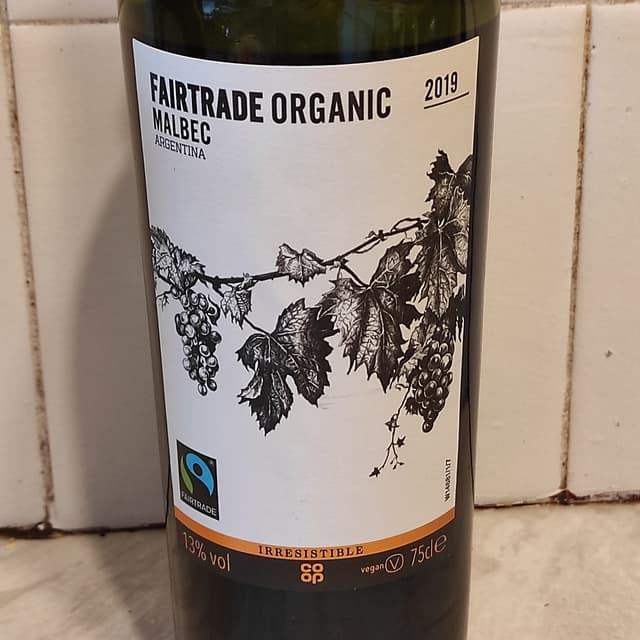 FAIRTRADE ORGANIC
2019
MALBEC
ARGENTINA
FAIRTRADE
IRRESISTIBLE
13% vol
CO
OP
vegan V
75cl e